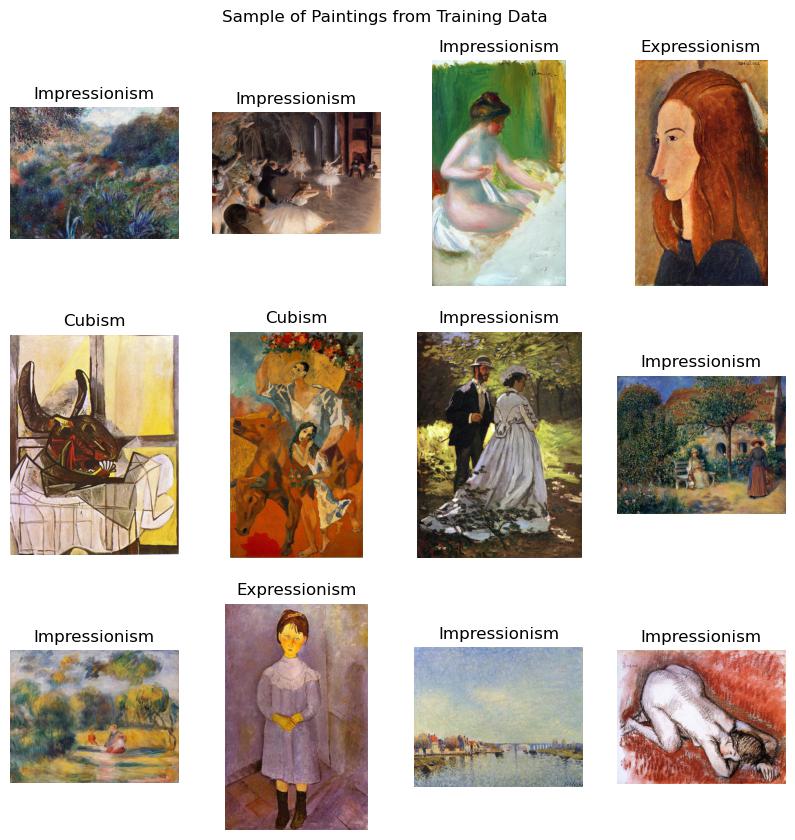 Sample of Paintings from Training Data
Impressionism
Impressionism
Impressionism
Expressionism
Cubism
Cubism
Impressionism
Impressionism
Impressionism
Expressionism
Impressionism
Impressionism